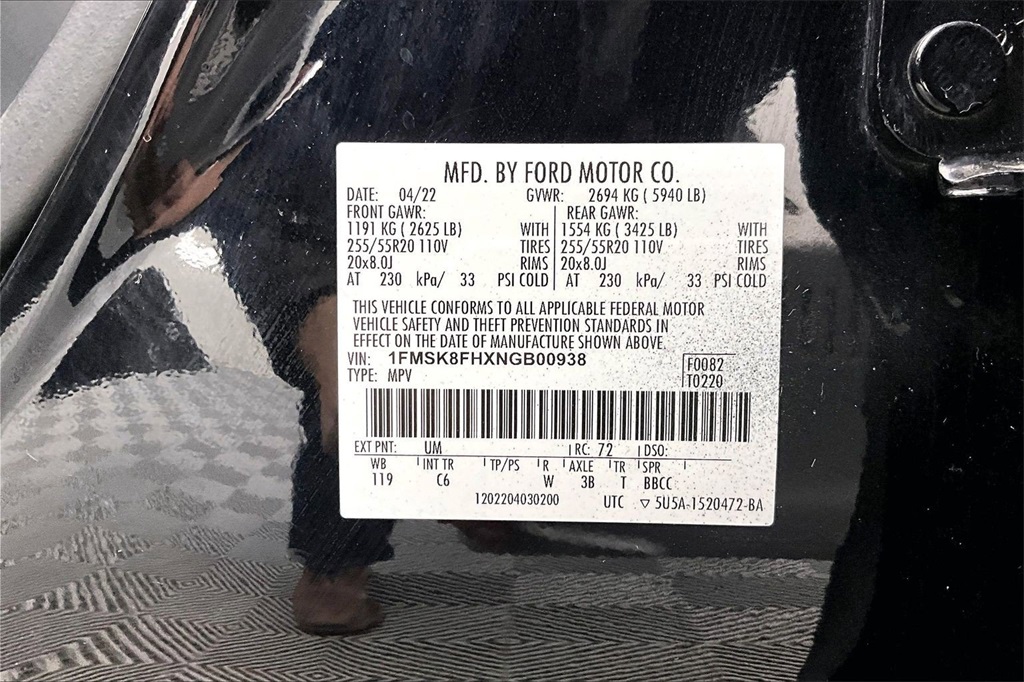 MFD. BY FORD MOTOR CO.
DATE: 04/22 GVWR: 2694 KG ( 5940 LB)
FRONT GAWR: REAR GAWR:
1191 KG ( 2625 LB) WITH 1554 KG ( 3425 LB) WITH
255/55R20 110V TIRES 255/55R20 110V TIRES
20x8.0J RIMS 20x8.0J RIMS
AT 230 kPa/ 33 PSI COLD AT 230 kPa/ 33 PSI COLD
THIS VEHICLE CONFORMS TO ALL APPLICABLE FEDERAL MOTOR
VEHICLE SAFETY AND THEFT PREVENTION STANDARDS IN
EFFECT ON THE DATE OF MANUFACTURE SHOWN ABOVE.
VIN: 1FMSK8FHXNGB00938 F0082
TYPE: MPV T0220
EXT PNT: UM RC: 72 DSO:
WB INT TR TP/PS R AXLE TR SPR
119 C6 W 3B T BBCC
1202204030200 UTC ▽ 5U5A-1520472-BA